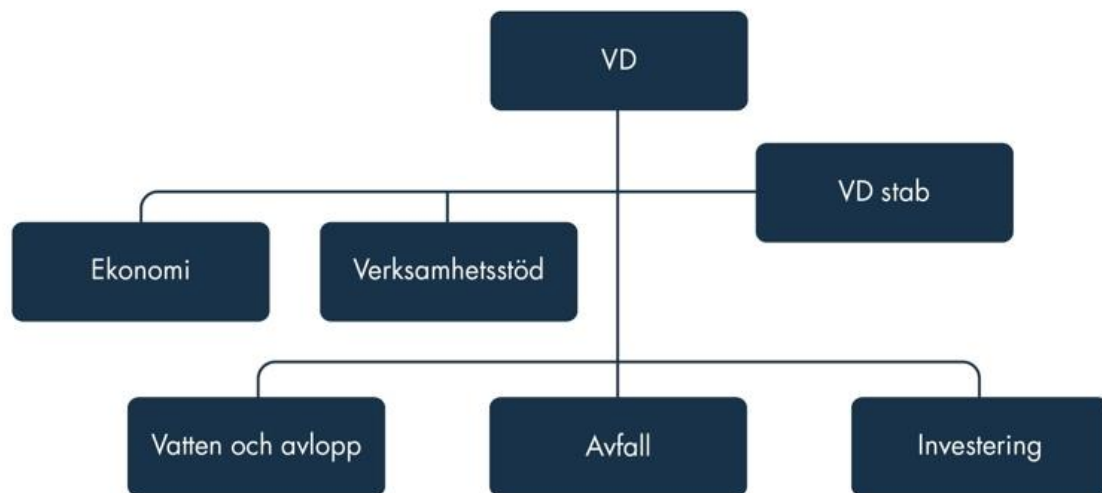 VD
VD stab
Ekonomi
Verksamhetsstöd
Vatten och avlopp
Avfall
Investering